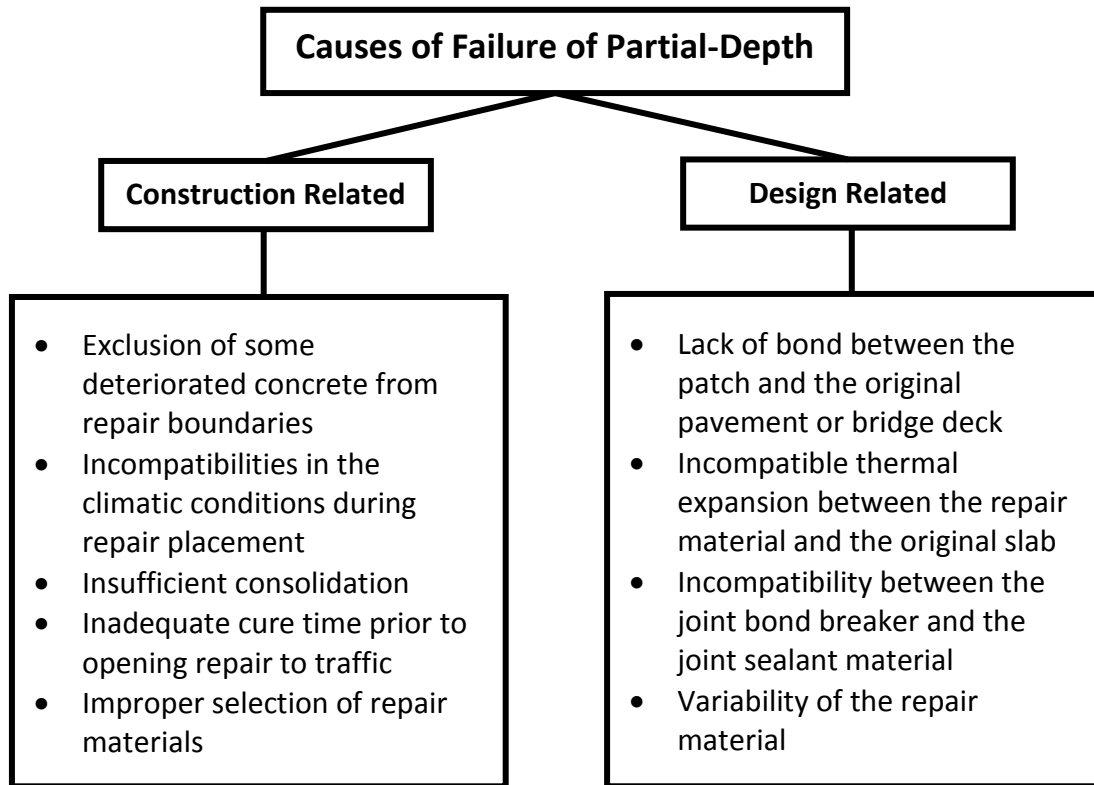 Causes of Failure of Partial-Depth
Construction Related
Design Related
• Exclusion of some
deteriorated concrete from
repair boundaries
• Incompatibilities in the
climatic conditions during
repair placement
• Insufficient consolidation
• Inadequate cure time prior to
opening repair to traffic
• Improper selection of repair
materials
• Lack of bond between the
patch and the original
pavement or bridge deck
• Incompatible thermal
expansion between the repair
material and the original slab
• Incompatibility between the
joint bond breaker and the
joint sealant material
• Variability of the repair
material